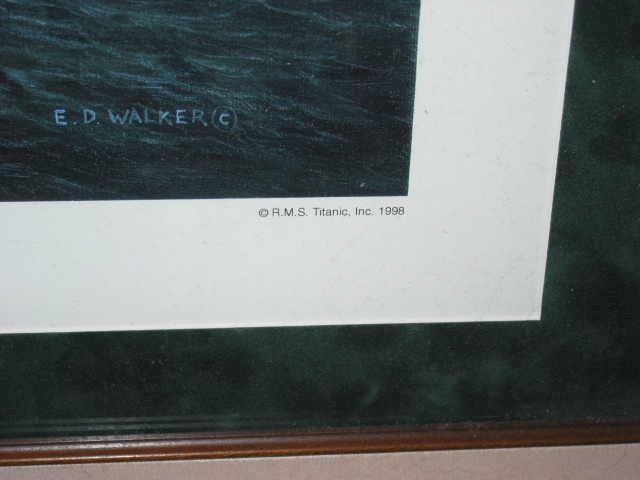 E.D. WALKER ©
© R.M.S. Titanic, Inc. 1998